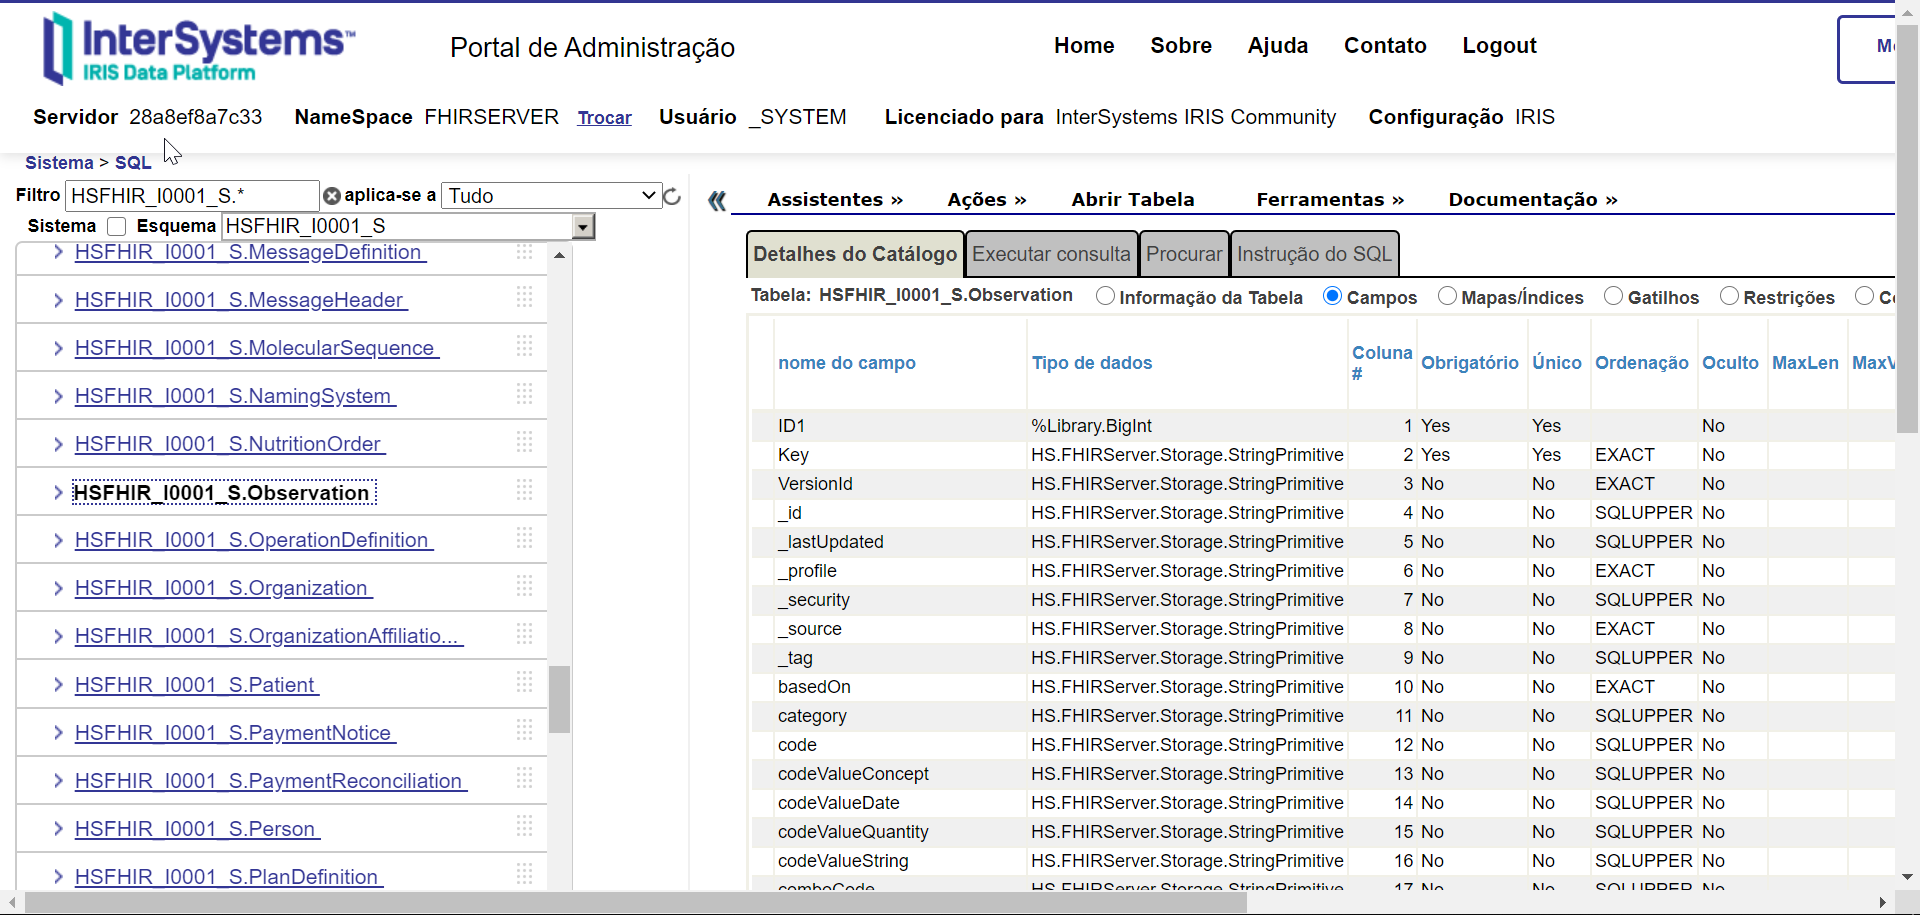 InterSystems™
IRIS Data Platform
Portal de Administração
Home Sobre Ajuda Contato Logout
Servidor 28a8ef8a7c33 NameSpace FHIRSERVER Trocar Usuário _SYSTEM Licenciado para InterSystems IRIS Community Configuração IRIS
Sistema > SQL
Filtro HSFHIR_I0001_S.* aplica-se a Tudo
Sistema Esquema HSFHIR_I0001_S
HSFHIR_I0001_S.MessageDefinition
HSFHIR_I0001_S.MessageHeader
HSFHIR_I0001_S.MolecularSequence
HSFHIR_I0001_S.NamingSystem
HSFHIR_I0001_S.NutritionOrder
HSFHIR_I0001_S.Observation
HSFHIR_I0001_S.OperationDefinition
HSFHIR_I0001_S.Organization
HSFHIR_I0001_S.OrganizationAffiliatio...
HSFHIR_I0001_S.Patient
HSFHIR_I0001_S.PaymentNotice
HSFHIR_I0001_S.PaymentReconciliation
HSFHIR_I0001_S.Person
HSFHIR_I0001_S.PlanDefinition
Assistentes » Ações » Abrir Tabela Ferramentas » Documentação »
Detalhes do Catálogo Executar consulta Procurar Instrução do SQL
Tabela: HSFHIR_I0001_S.Observation Informação da Tabela Campos Mapas/Índices Gatilhos Restrições
nome do campo Tipo de dados Coluna # Obrigatório Único Ordenação Oculto MaxLen
ID1 %Library.BigInt 1 Yes Yes No
Key HS.FHIRServer.Storage.StringPrimitive 2 Yes Yes EXACT No
VersionId HS.FHIRServer.Storage.StringPrimitive 3 No No EXACT No
_id HS.FHIRServer.Storage.StringPrimitive 4 No No SQLUPPER No
_lastUpdated HS.FHIRServer.Storage.StringPrimitive 5 No No SQLUPPER No
_profile HS.FHIRServer.Storage.StringPrimitive 6 No No EXACT No
_security HS.FHIRServer.Storage.StringPrimitive 7 No No SQLUPPER No
_source HS.FHIRServer.Storage.StringPrimitive 8 No No EXACT No
_tag HS.FHIRServer.Storage.StringPrimitive 9 No No SQLUPPER No
basedOn HS.FHIRServer.Storage.StringPrimitive 10 No No EXACT No
category HS.FHIRServer.Storage.StringPrimitive 11 No No SQLUPPER No
code HS.FHIRServer.Storage.StringPrimitive 12 No No SQLUPPER No
codeValueConcept HS.FHIRServer.Storage.StringPrimitive 13 No No SQLUPPER No
codeValueDate HS.FHIRServer.Storage.StringPrimitive 14 No No SQLUPPER No
codeValueQuantity HS.FHIRServer.Storage.StringPrimitive 15 No No SQLUPPER No
codeValueString HS.FHIRServer.Storage.StringPrimitive 16 No No SQLUPPER No
comboCode HS.FHIRServer.Storage.StringPrimitive 17 No No SQLUPPER No